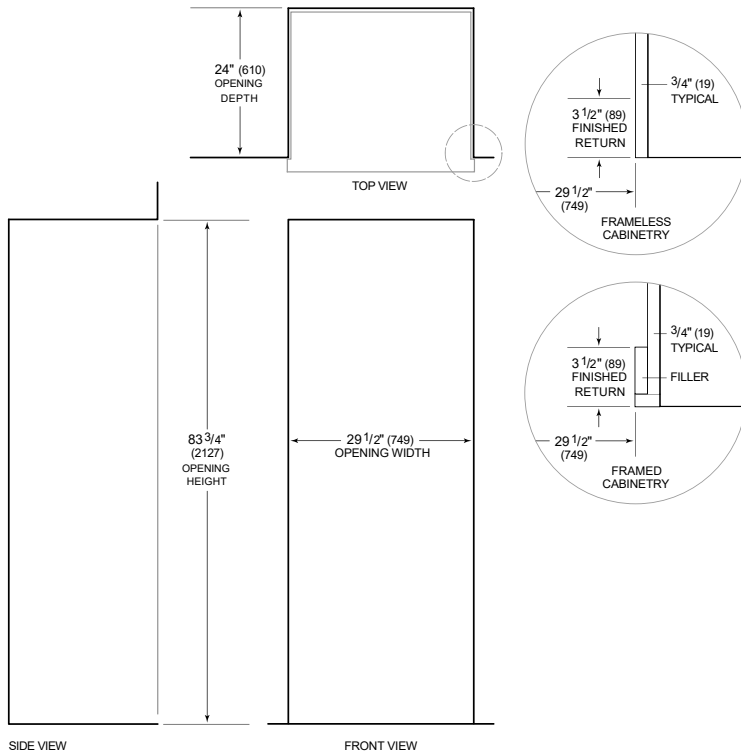 24" (610)
OPENING
DEPTH
TOP VIEW
3/4" (19)
TYPICAL
3 1/2" (89)
FINISHED
RETURN
29 1/2"
(749)
FRAMELESS
CABINETRY
3/4" (19)
TYPICAL
3 1/2" (89)
FINISHED
RETURN
FILLER
29 1/2"
(749)
FRAMED
CABINETRY
83 3/4"
(2127)
OPENING
HEIGHT
29 1/2" (749)
OPENING WIDTH
SIDE VIEW
FRONT VIEW